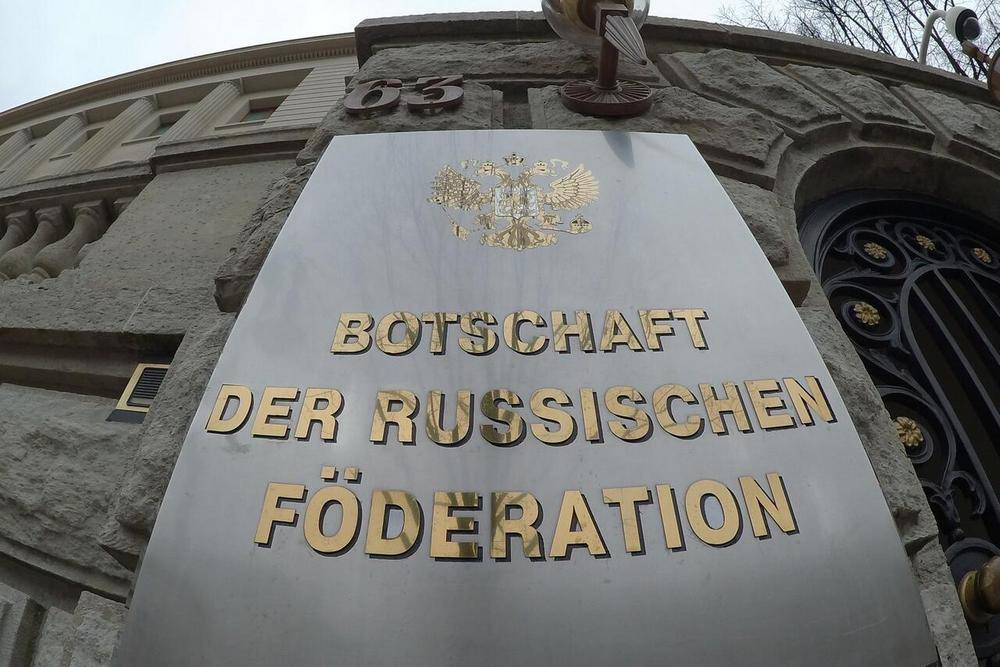 63
BOTSCHAFT
DER RUSSISCHEN
FÖDERATION